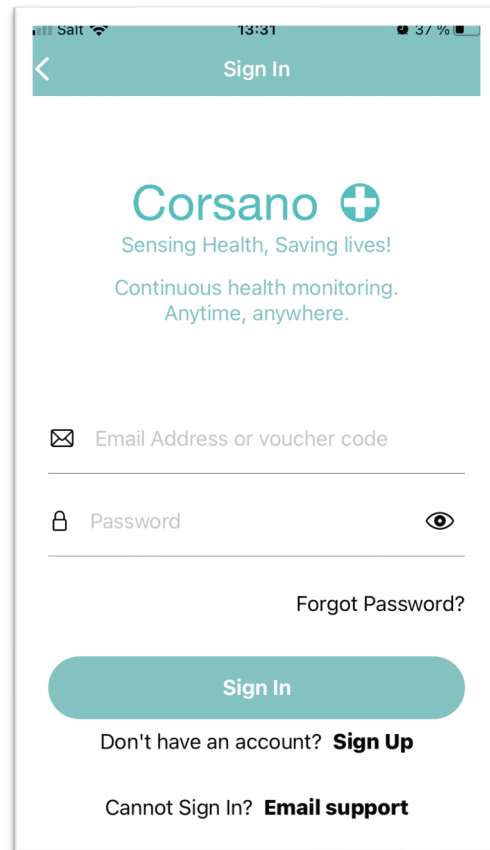 Salt 13:31 37 %
Sign In
Corsano
Sensing Health, Saving lives!
Continuous health monitoring.
Anytime, anywhere.
Email Address or voucher code
Password
Forgot Password?
Sign In
Don't have an account? Sign Up
Cannot Sign In? Email support